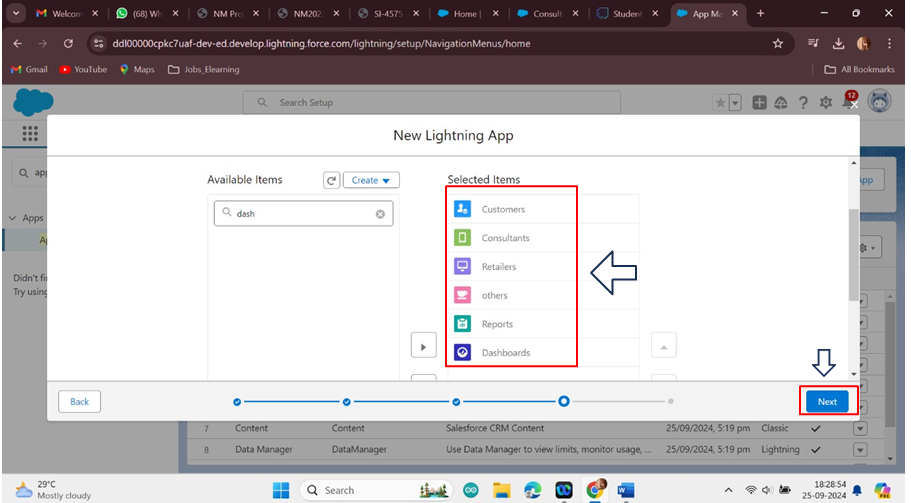 Welcom
(68) Wh
NM Pro
NM202
SI-4575
Home |
Consult
Student
App Ma
ddl00000cpkc7uaf-dev-ed.develop.lightning.force.com/lightning/setup/NavigationMenus/home
Gmail
YouTube
Maps
Jobs_Elearning
All Bookmarks
Search Setup
12
New Lightning App
app
App
Available Items
Create
Selected Items
dash
Customers
Consultants
Retailers
others
Reports
Dashboards
Apps
Ap
Didn't fin
Try using
Back
Next
7 Content Content Salesforce CRM Content 25/09/2024, 5:19 pm Classic
8 Data Manager DataManager Use Data Manager to view limits, monitor usage, ... 25/09/2024, 5:19 pm Lightning
29°C
Mostly cloudy
Search
18:28:54
25-09-2024